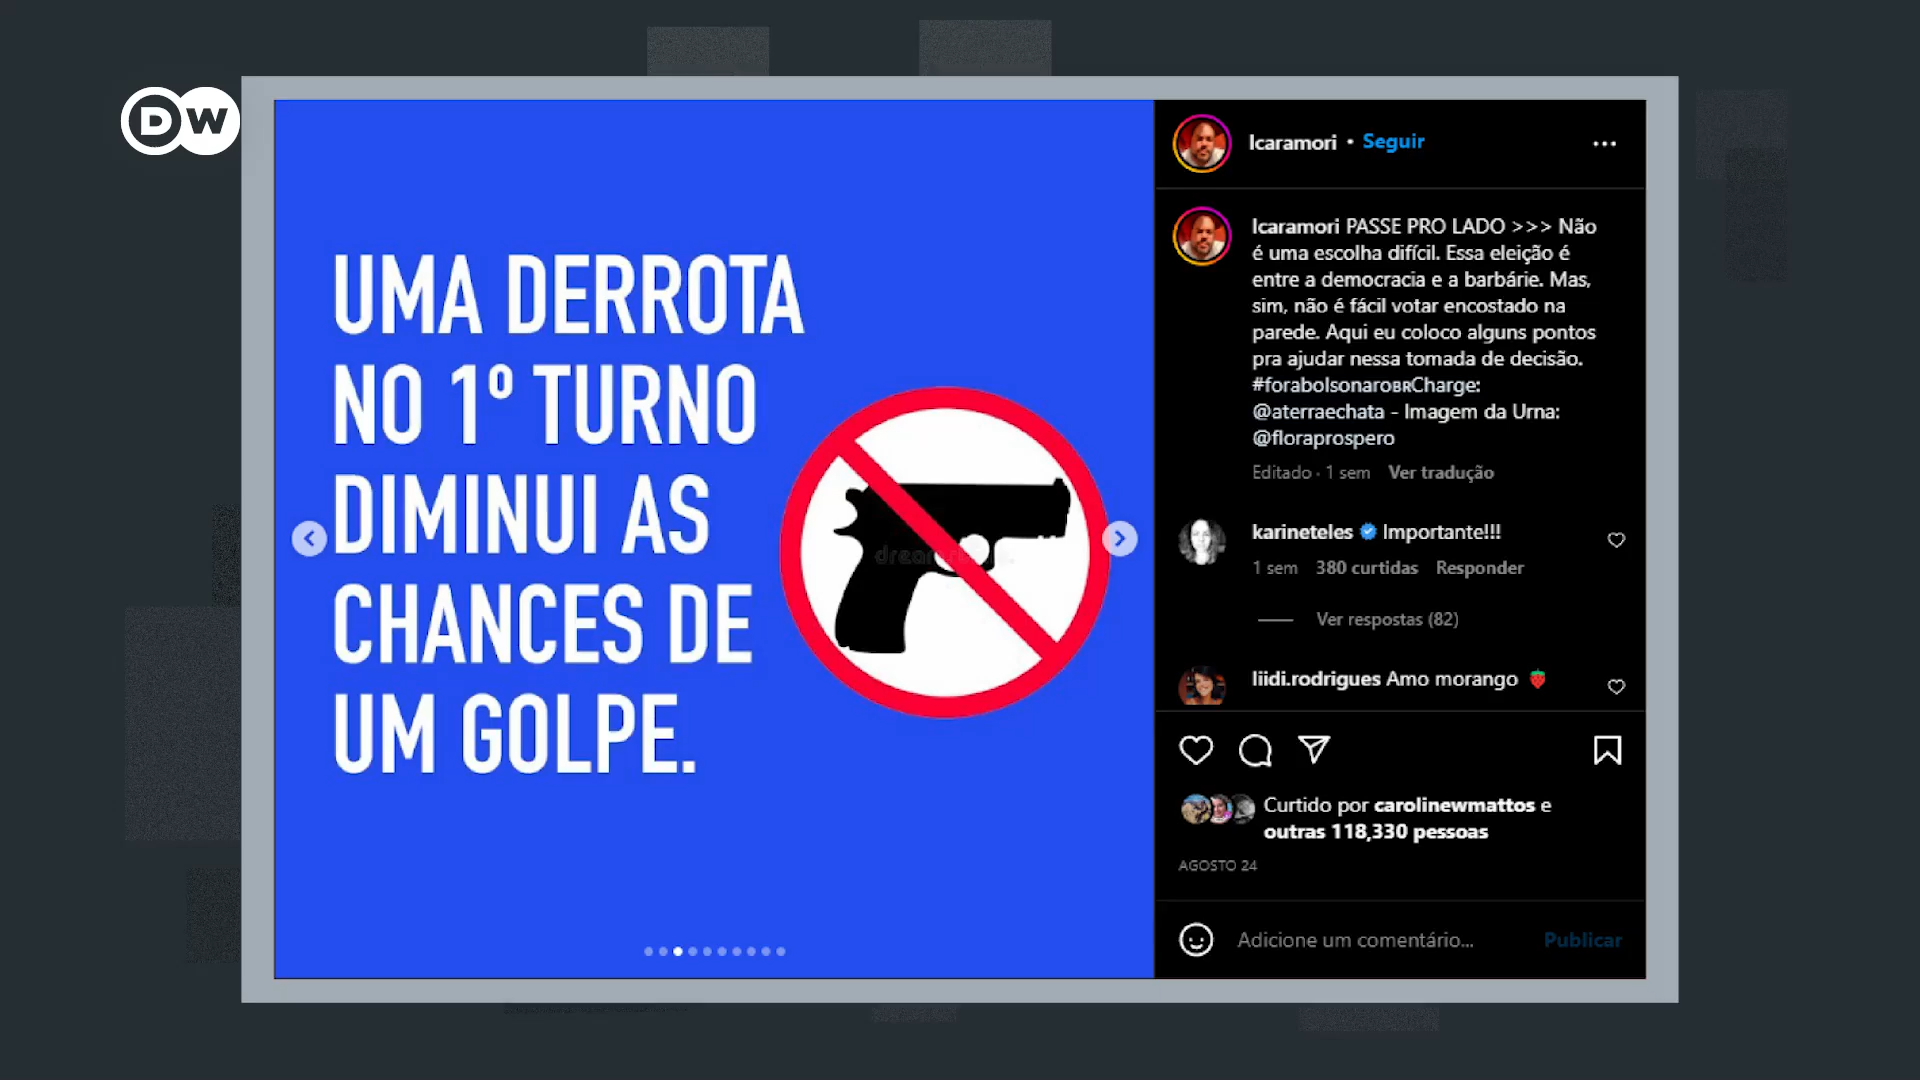 DW
UMA DERROTA
NO 1º TURNO
DIMINUI AS
CHANCES DE
UM GOLPE.
lcaramori • Seguir
lcaramori PASSE PRO LADO >>> Não
é uma escolha difícil. Essa eleição é
entre a democracia e a barbárie. Mas,
sim, não é fácil votar encostado na
parede. Aqui eu coloco alguns pontos
pra ajudar nessa tomada de decisão.
#forabolsonaroBRCharge:
@aterraechata - Imagem da Urna:
@floraprospero
Editado · 1 sem Ver tradução
karineteles Importante!!!
1 sem 380 curtidas Responder
Ver respostas (82)
liidi.rodrigues Amo morango 🍓
Curtido por carolinewmattos e
outras 118,330 pessoas
AGOSTO 24
Adicione um comentário... Publicar